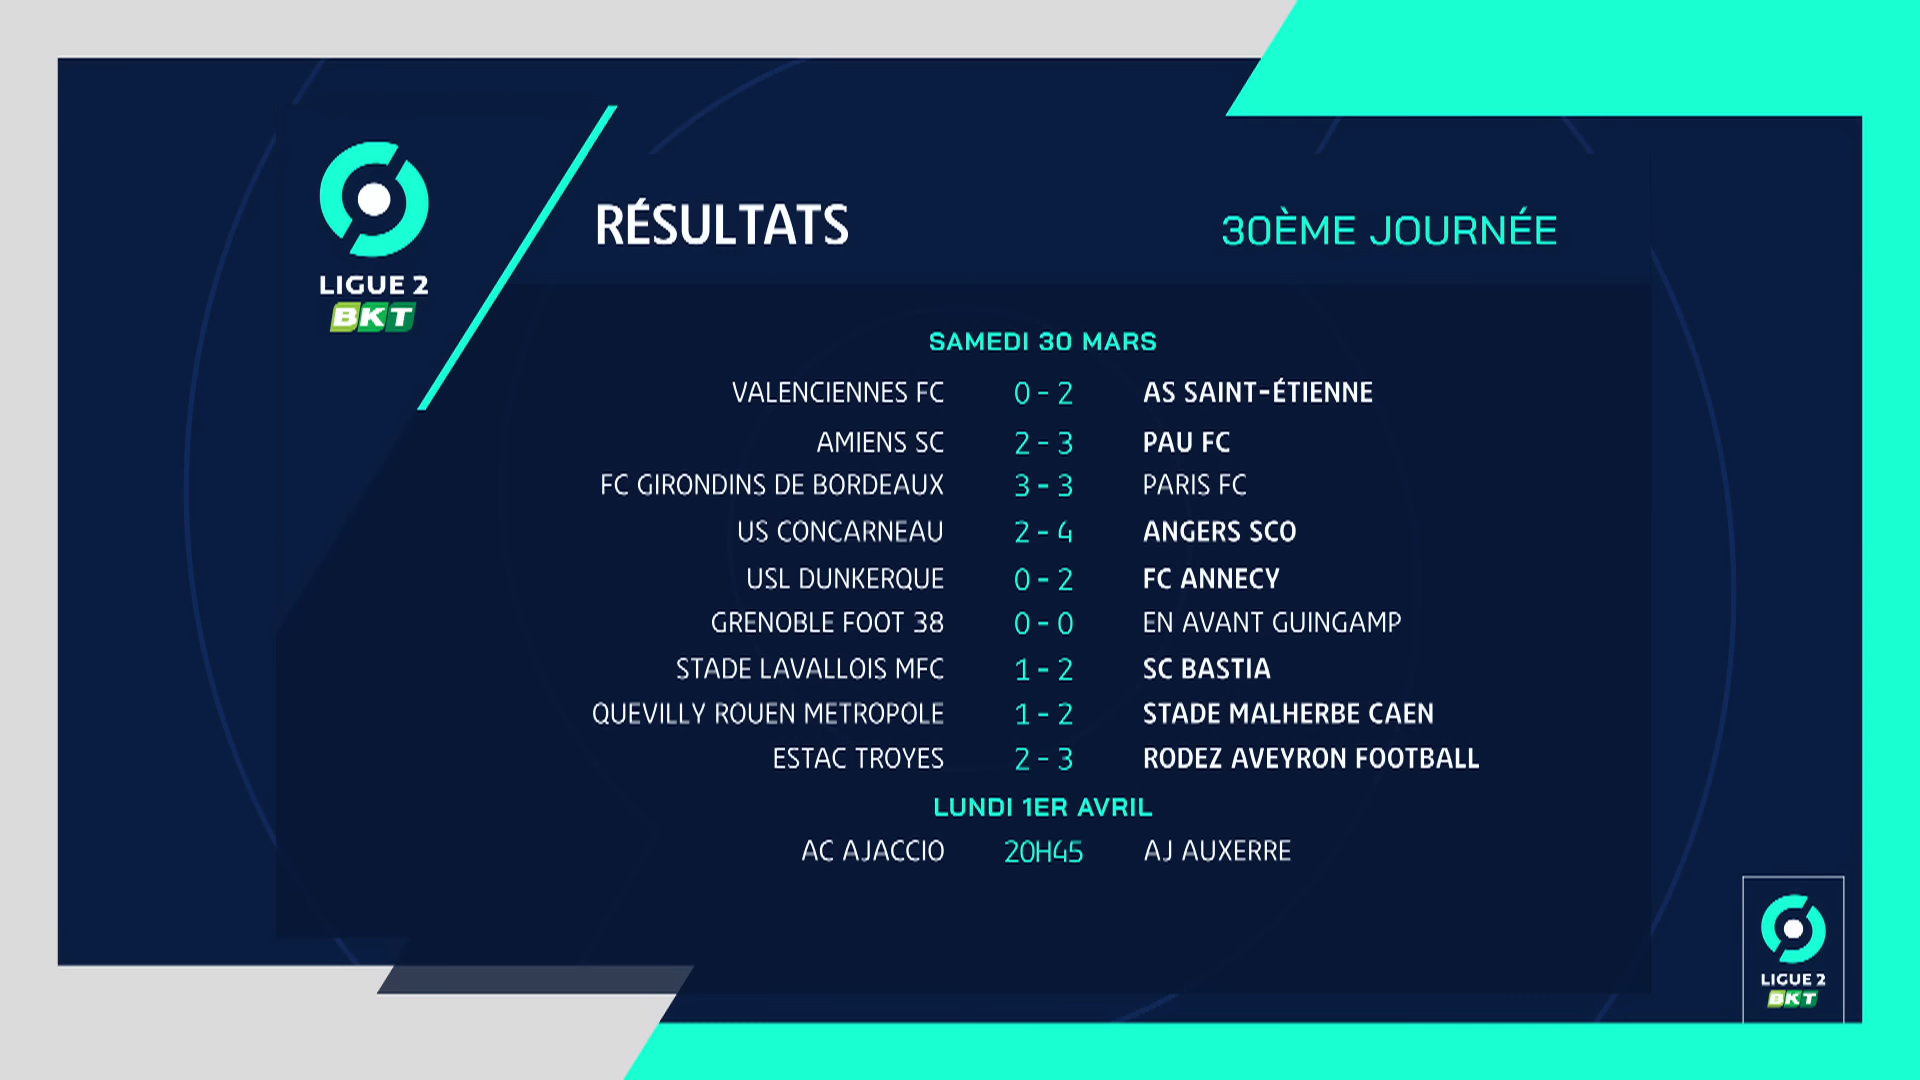 RÉSULTATS 30ÈME JOURNÉE
LIGUE 2
BKT
SAMEDI 30 MARS
VALENCIENNES FC 0 - 2 AS SAINT-ÉTIENNE
AMIENS SC 2 - 3 PAU FC
FC GIRONDINS DE BORDEAUX 3 - 3 PARIS FC
US CONCARNEAU 2 - 4 ANGERS SCO
USL DUNKERQUE 0 - 2 FC ANNECY
GRENOBLE FOOT 38 0 - 0 EN AVANT GUINGAMP
STADE LAVALLOIS MFC 1 - 2 SC BASTIA
QUEVILLY ROUEN METROPOLE 1 - 2 STADE MALHERBE CAEN
ESTAC TROYES 2 - 3 RODEZ AVEYRON FOOTBALL
LUNDI 1ER AVRIL
AC AJACCIO 20H45 AJ AUXERRE
LIGUE 2
BKT